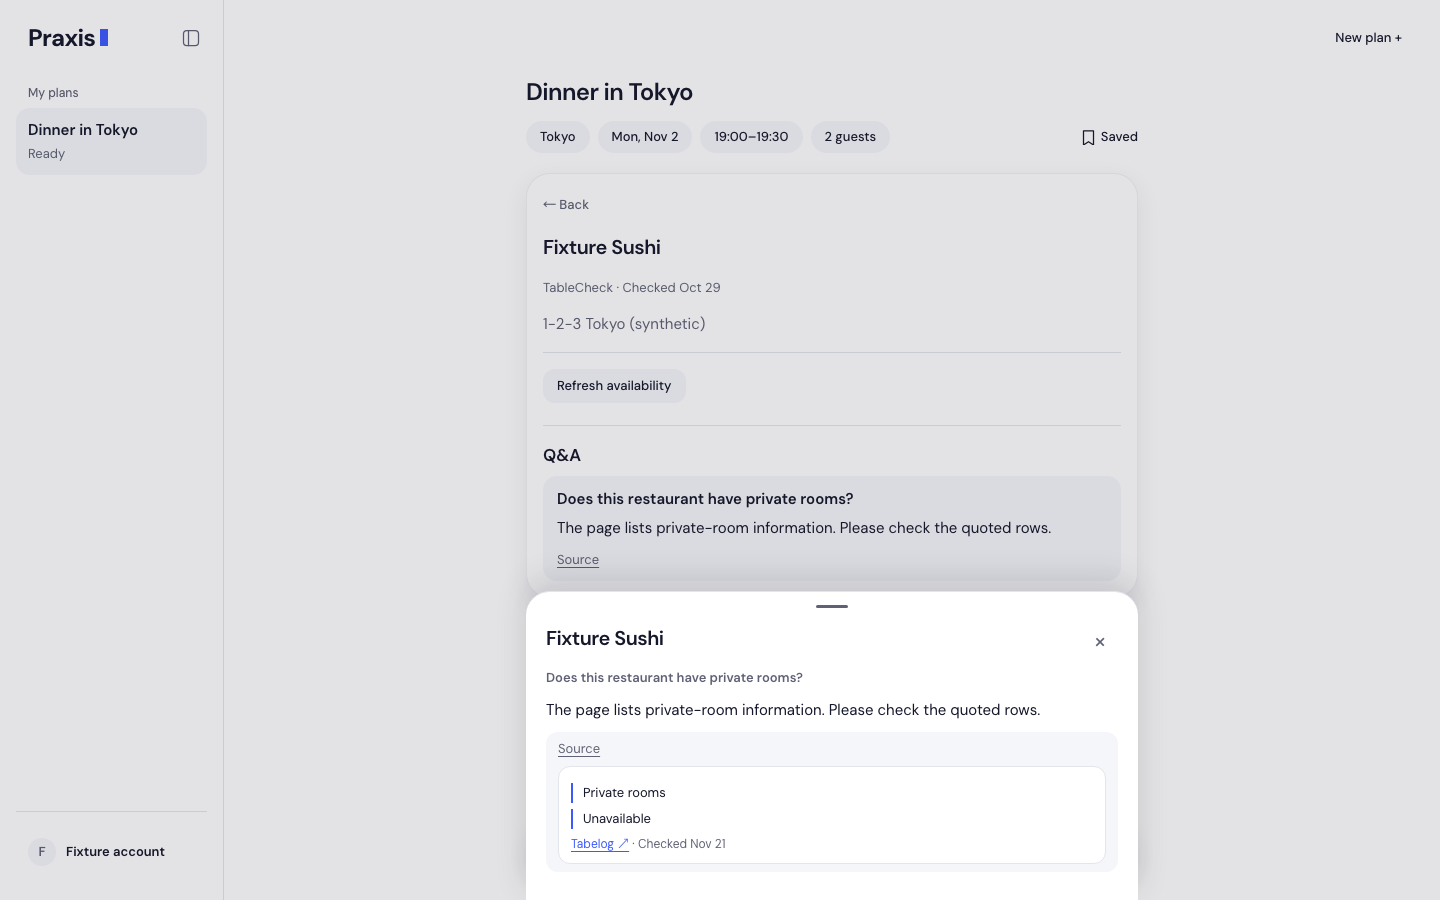 Praxis
New plan +
My plans
Dinner in Tokyo
Ready
Dinner in Tokyo
Tokyo
Mon, Nov 2
19:00–19:30
2 guests
Saved
← Back
Fixture Sushi
TableCheck · Checked Oct 29
1-2-3 Tokyo (synthetic)
Refresh availability
Q&A
Does this restaurant have private rooms?
The page lists private-room information. Please check the quoted rows.
Source
Fixture Sushi
×
Does this restaurant have private rooms?
The page lists private-room information. Please check the quoted rows.
Source
Private rooms
Unavailable
Tabelog ↗ · Checked Nov 21
F
Fixture account